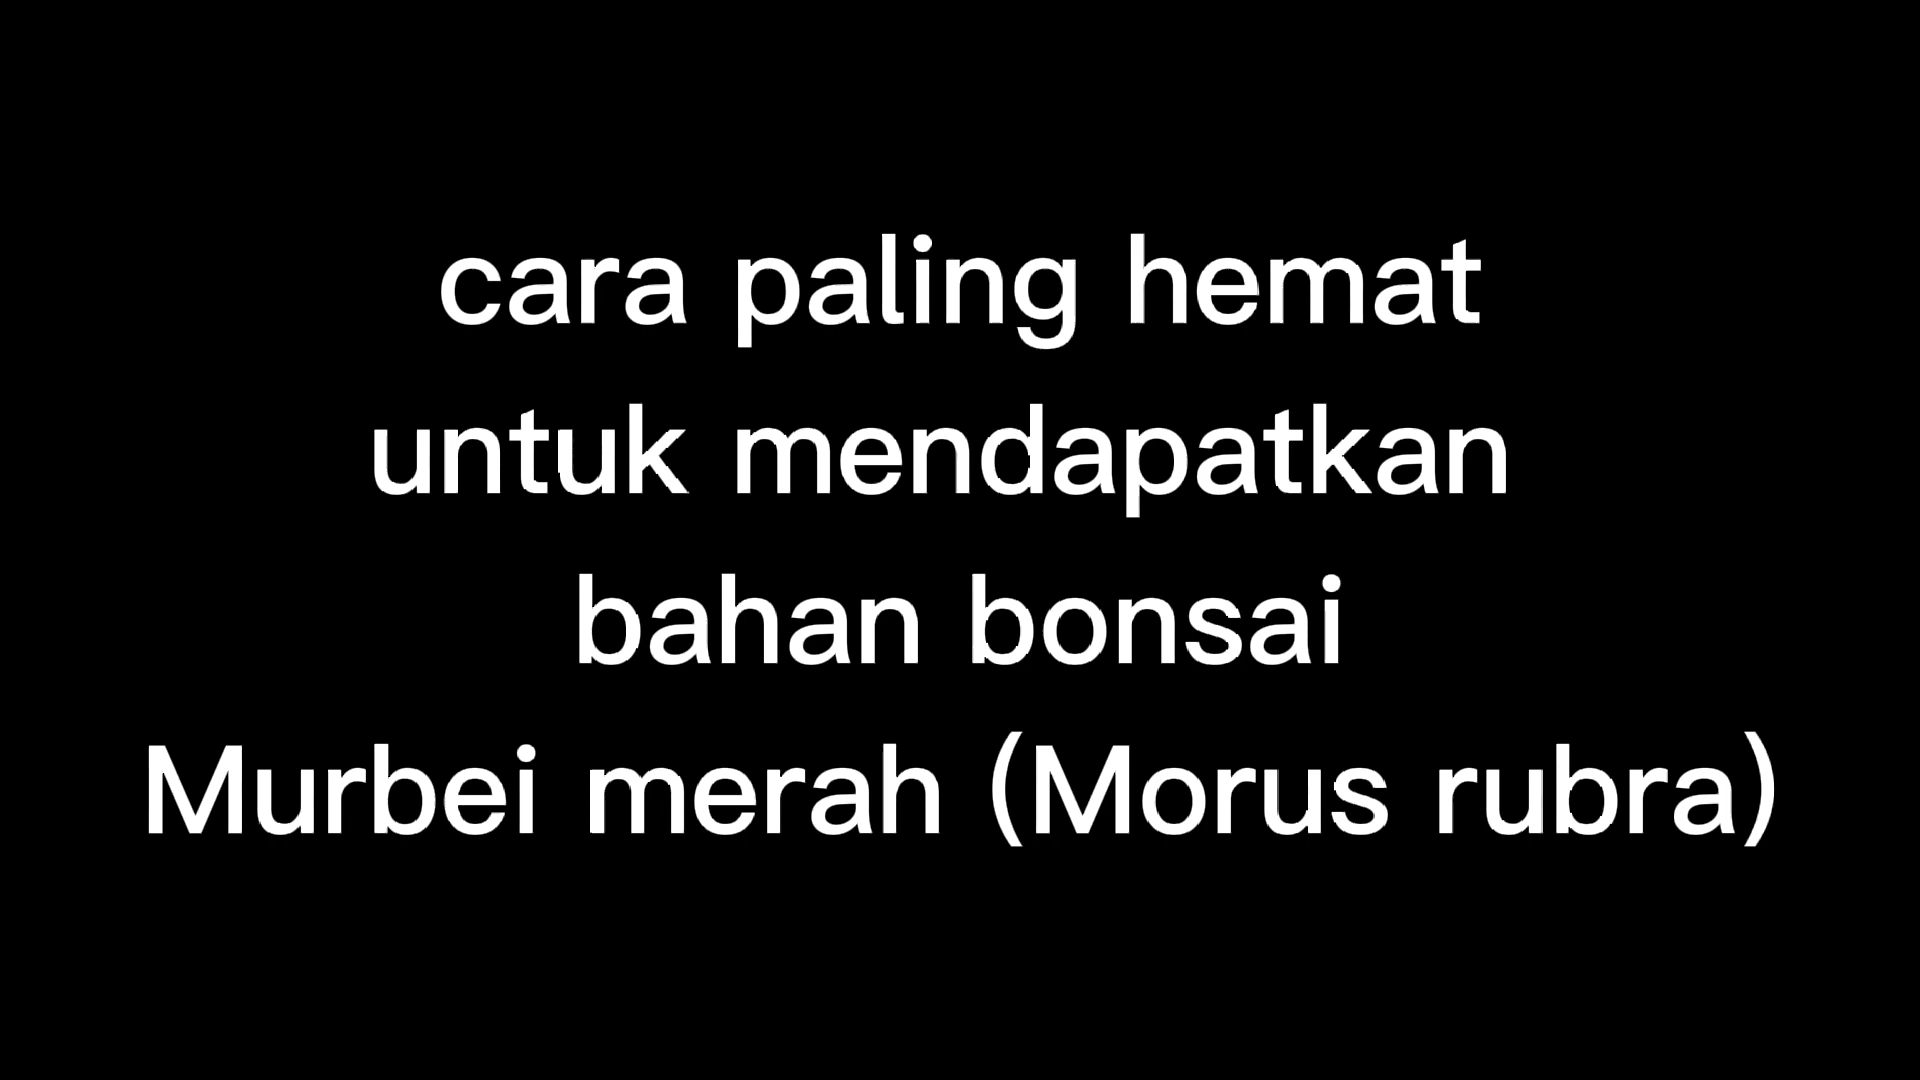 cara paling hemat
untuk mendapatkan
bahan bonsai
Murbei merah (Morus rubra)